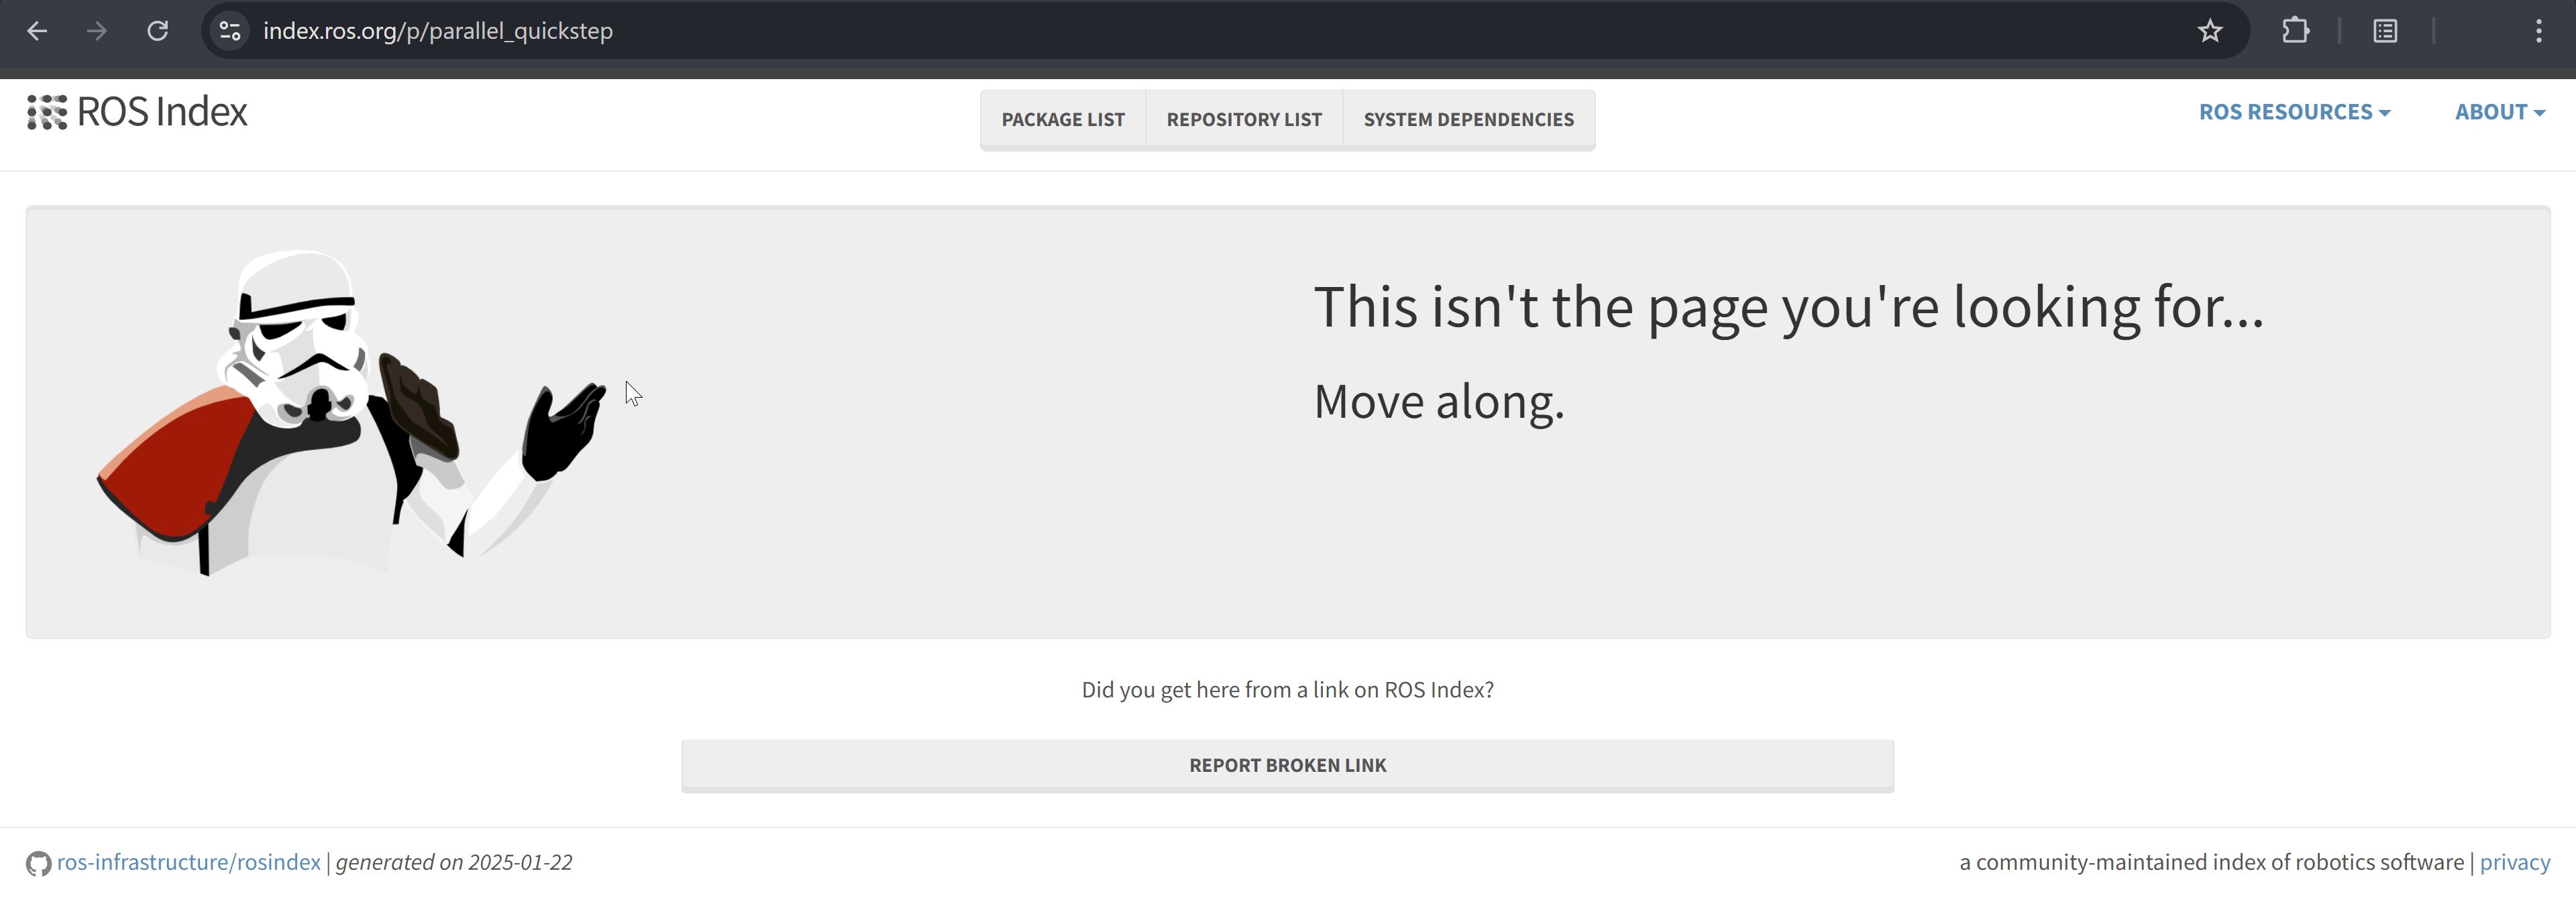 index.ros.org/p/parallel_quickstep
ROS Index
PACKAGE LIST
REPOSITORY LIST
SYSTEM DEPENDENCIES
ROS RESOURCES
ABOUT
This isn't the page you're looking for...
Move along.
Did you get here from a link on ROS Index?
REPORT BROKEN LINK
ros-infrastructure/rosindex | generated on 2025-01-22
a community-maintained index of robotics software | privacy